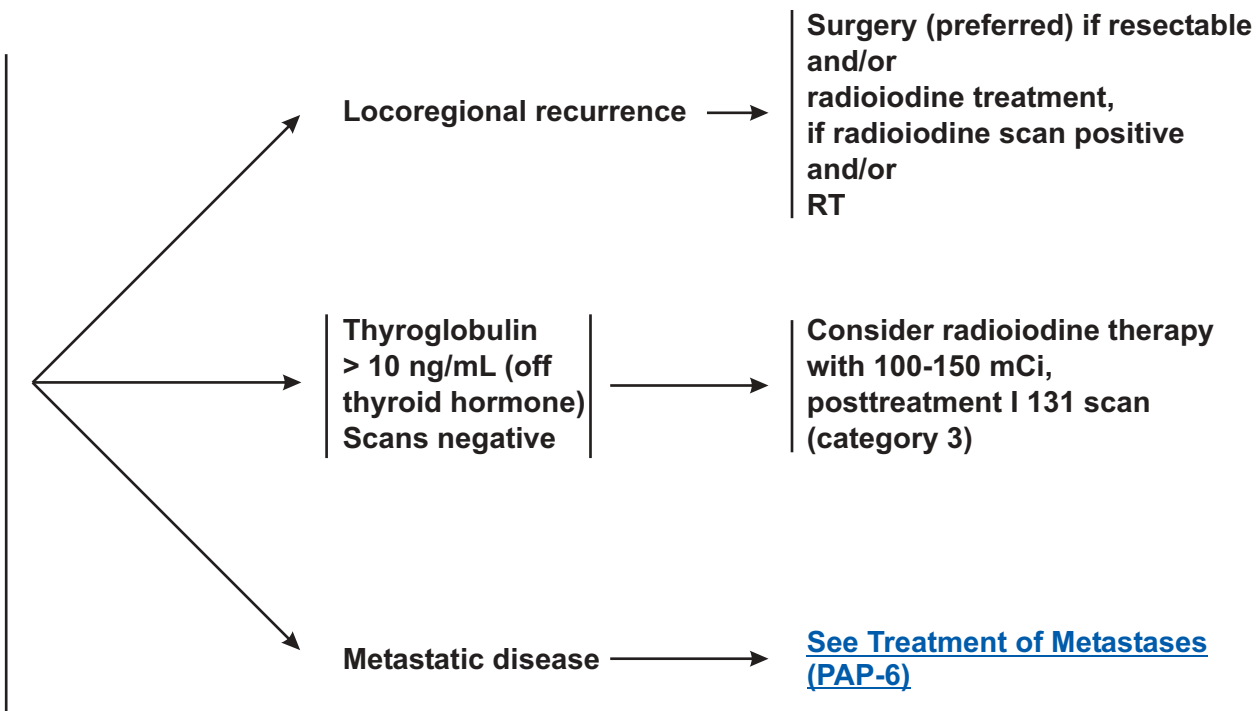 Locoregional recurrence
Surgery (preferred) if resectable
and/or
radioiodine treatment,
if radioiodine scan positive
and/or
RT
Thyroglobulin
> 10 ng/mL (off
thyroid hormone)
Scans negative
Consider radioiodine therapy
with 100-150 mCi,
posttreatment I 131 scan
(category 3)
Metastatic disease
See Treatment of Metastases
(PAP-6)